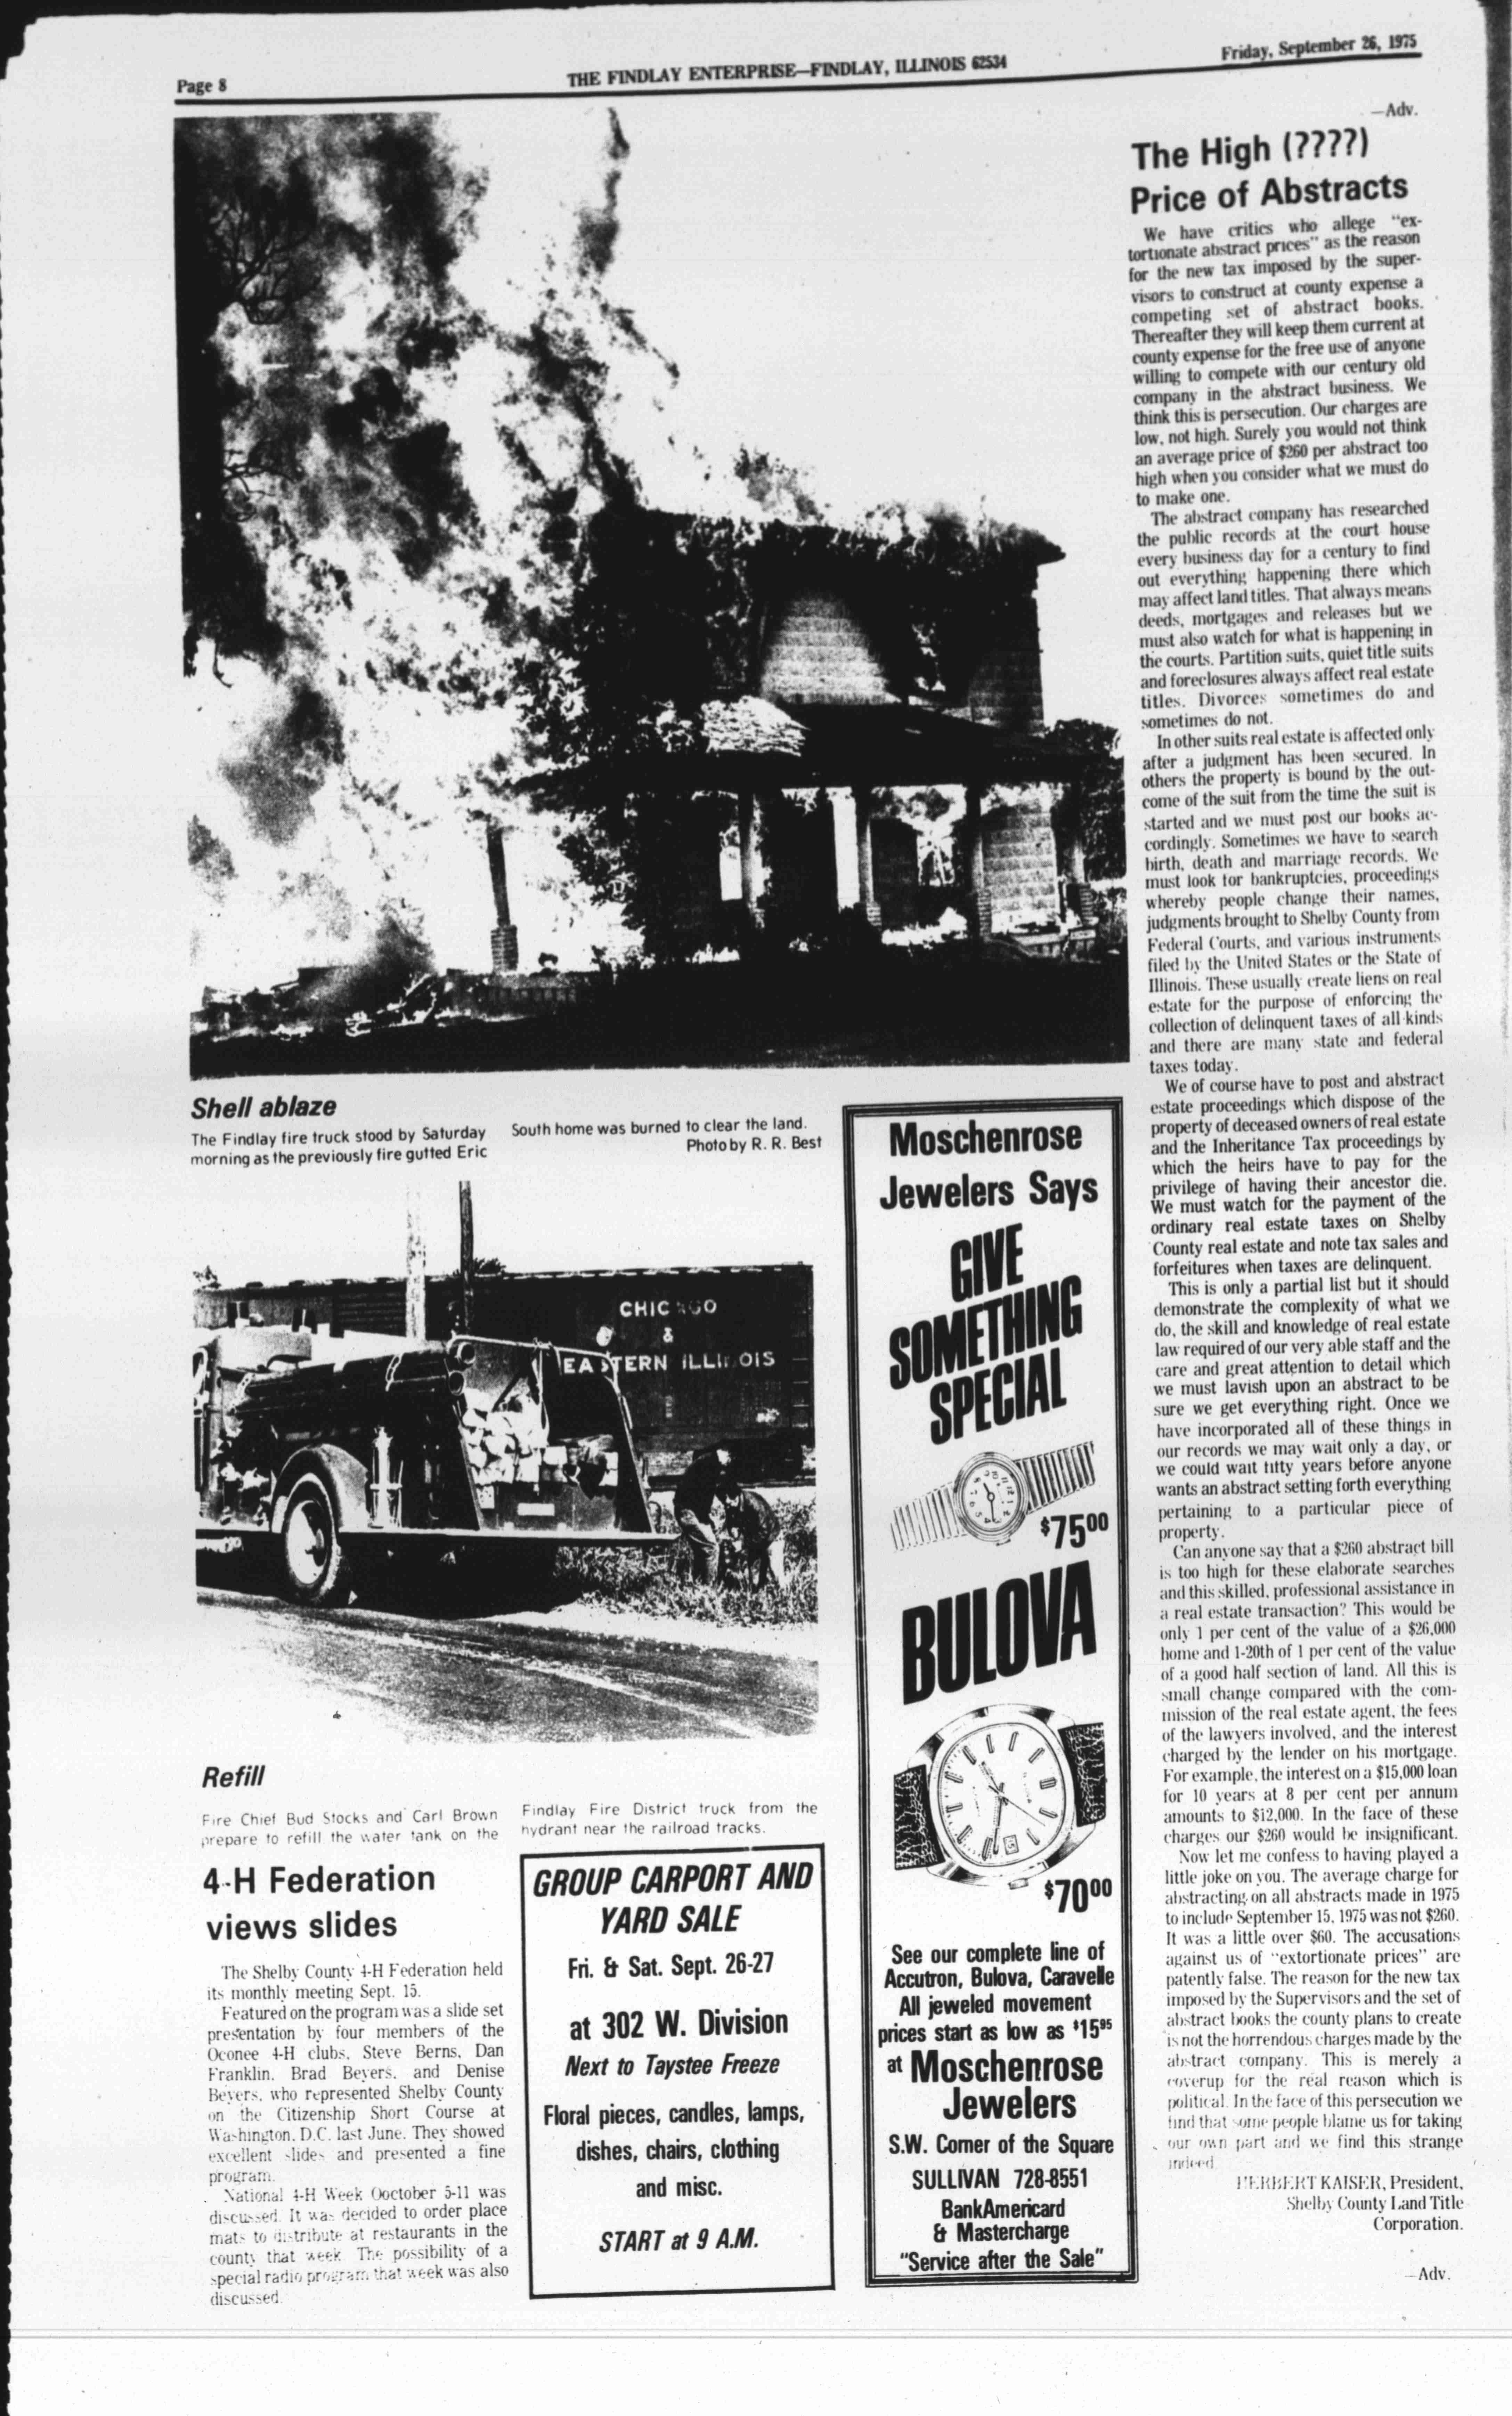 Page 8
THE FINDLAY ENTERPRISE—FINDLAY, ILLINOIS 62534
Friday, September 26, 1975
Shell ablaze
The Findlay fire truck stood by Saturday
morning as the previously fire gutted Eric
South home was burned to clear the land.
Photo by R. R. Best
CHICAGO
&
EASTERN ILLINOIS
Refill
Fire Chief Bud Stocks and Carl Brown
prepare to refill the water tank on the
Findlay Fire District truck from the
hydrant near the railroad tracks.
4-H Federation
views slides
The Shelby County 4-H Federation held
its monthly meeting Sept. 15.
Featured on the program was a slide set
presentation by four members of the
Oconee 4-H clubs, Steve Berns, Dan
Franklin, Brad Beyers, and Denise
Beyers, who represented Shelby County
on the Citizenship Short Course at
Washington, D.C. last June. They showed
excellent slides and presented a fine
program.
National 4-H Week Ooctober 5-11 was
discussed. It was decided to order place
mats to distribute at restaurants in the
county that week. The possibility of a
special radio program that week was also
discussed.
GROUP CARPORT AND
YARD SALE
Fri. & Sat. Sept. 26-27
at 302 W. Division
Next to Taystee Freeze
Floral pieces, candles, lamps,
dishes, chairs, clothing
and misc.
START at 9 A.M.
Moschenrose
Jewelers Says
GIVE
SOMETHING
SPECIAL
$75 00
BULOVA
$70 00
See our complete line of
Accutron, Bulova, Caravelle
All jeweled movement
prices start as low as $15 95
at Moschenrose
Jewelers
S.W. Corner of the Square
SULLIVAN 728-8551
BankAmericard
& Mastercharge
"Service after the Sale"
—Adv.
The High (????)
Price of Abstracts
We have critics who allege "ex-
tortionate abstract prices" as the reason
for the new tax imposed by the super-
visors to construct at county expense a
competing set of abstract books.
Thereafter they will keep them current at
county expense for the free use of anyone
willing to compete with our century old
company in the abstract business. We
think this is persecution. Our charges are
low, not high. Surely you would not think
an average price of $260 per abstract too
high when you consider what we must do
to make one.
The abstract company has researched
the public records at the court house
every business day for a century to find
out everything happening there which
may affect land titles. That always means
deeds, mortgages and releases but we
must also watch for what is happening in
the courts. Partition suits, quiet title suits
and foreclosures always affect real estate
titles. Divorces sometimes do and
sometimes do not.
In other suits real estate is affected only
after a judgment has been secured. In
others the property is bound by the out-
come of the suit from the time the suit is
started and we must post our books ac-
cordingly. Sometimes we have to search
birth, death and marriage records. We
must look for bankruptcies, proceedings
whereby people change their names,
judgments brought to Shelby County from
Federal Courts, and various instruments
filed by the United States or the State of
Illinois. These usually create liens on real
estate for the purpose of enforcing the
collection of delinquent taxes of all kinds
and there are many state and federal
taxes today.
We of course have to post and abstract
estate proceedings which dispose of the
property of deceased owners of real estate
and the Inheritance Tax proceedings by
which the heirs have to pay for the
privilege of having their ancestor die.
We must watch for the payment of the
ordinary real estate taxes on Shelby
County real estate and note tax sales and
forfeitures when taxes are delinquent.
This is only a partial list but it should
demonstrate the complexity of what we
do, the skill and knowledge of real estate
law required of our very able staff and the
care and great attention to detail which
we must lavish upon an abstract to be
sure we get everything right. Once we
have incorporated all of these things in
our records we may wait only a day, or
we could wait fifty years before anyone
wants an abstract setting forth everything
pertaining to a particular piece of
property.
Can anyone say that a $260 abstract bill
is too high for these elaborate searches
and this skilled, professional assistance in
a real estate transaction? This would be
only 1 per cent of the value of a $26,000
home and 1-20th of 1 per cent of the value
of a good half section of land. All this is
small change compared with the com-
mission of the real estate agent, the fees
of the lawyers involved, and the interest
charged by the lender on his mortgage.
For example, the interest on a $15,000 loan
for 10 years at 8 per cent per annum
amounts to $12,000. In the face of these
charges our $260 would be insignificant.
Now let me confess to having played a
little joke on you. The average charge for
abstracting on all abstracts made in 1975
to include September 15, 1975 was not $260.
It was a little over $60. The accusations
against us of "extortionate prices" are
patently false. The reason for the new tax
imposed by the Supervisors and the set of
abstract books the county plans to create
is not the horrendous charges made by the
abstract company. This is merely a
coverup for the real reason which is
political. In the face of this persecution we
find that some people blame us for taking
our own part and we find this strange
indeed.
HERBERT KAISER, President,
Shelby County Land Title
Corporation.
—Adv.